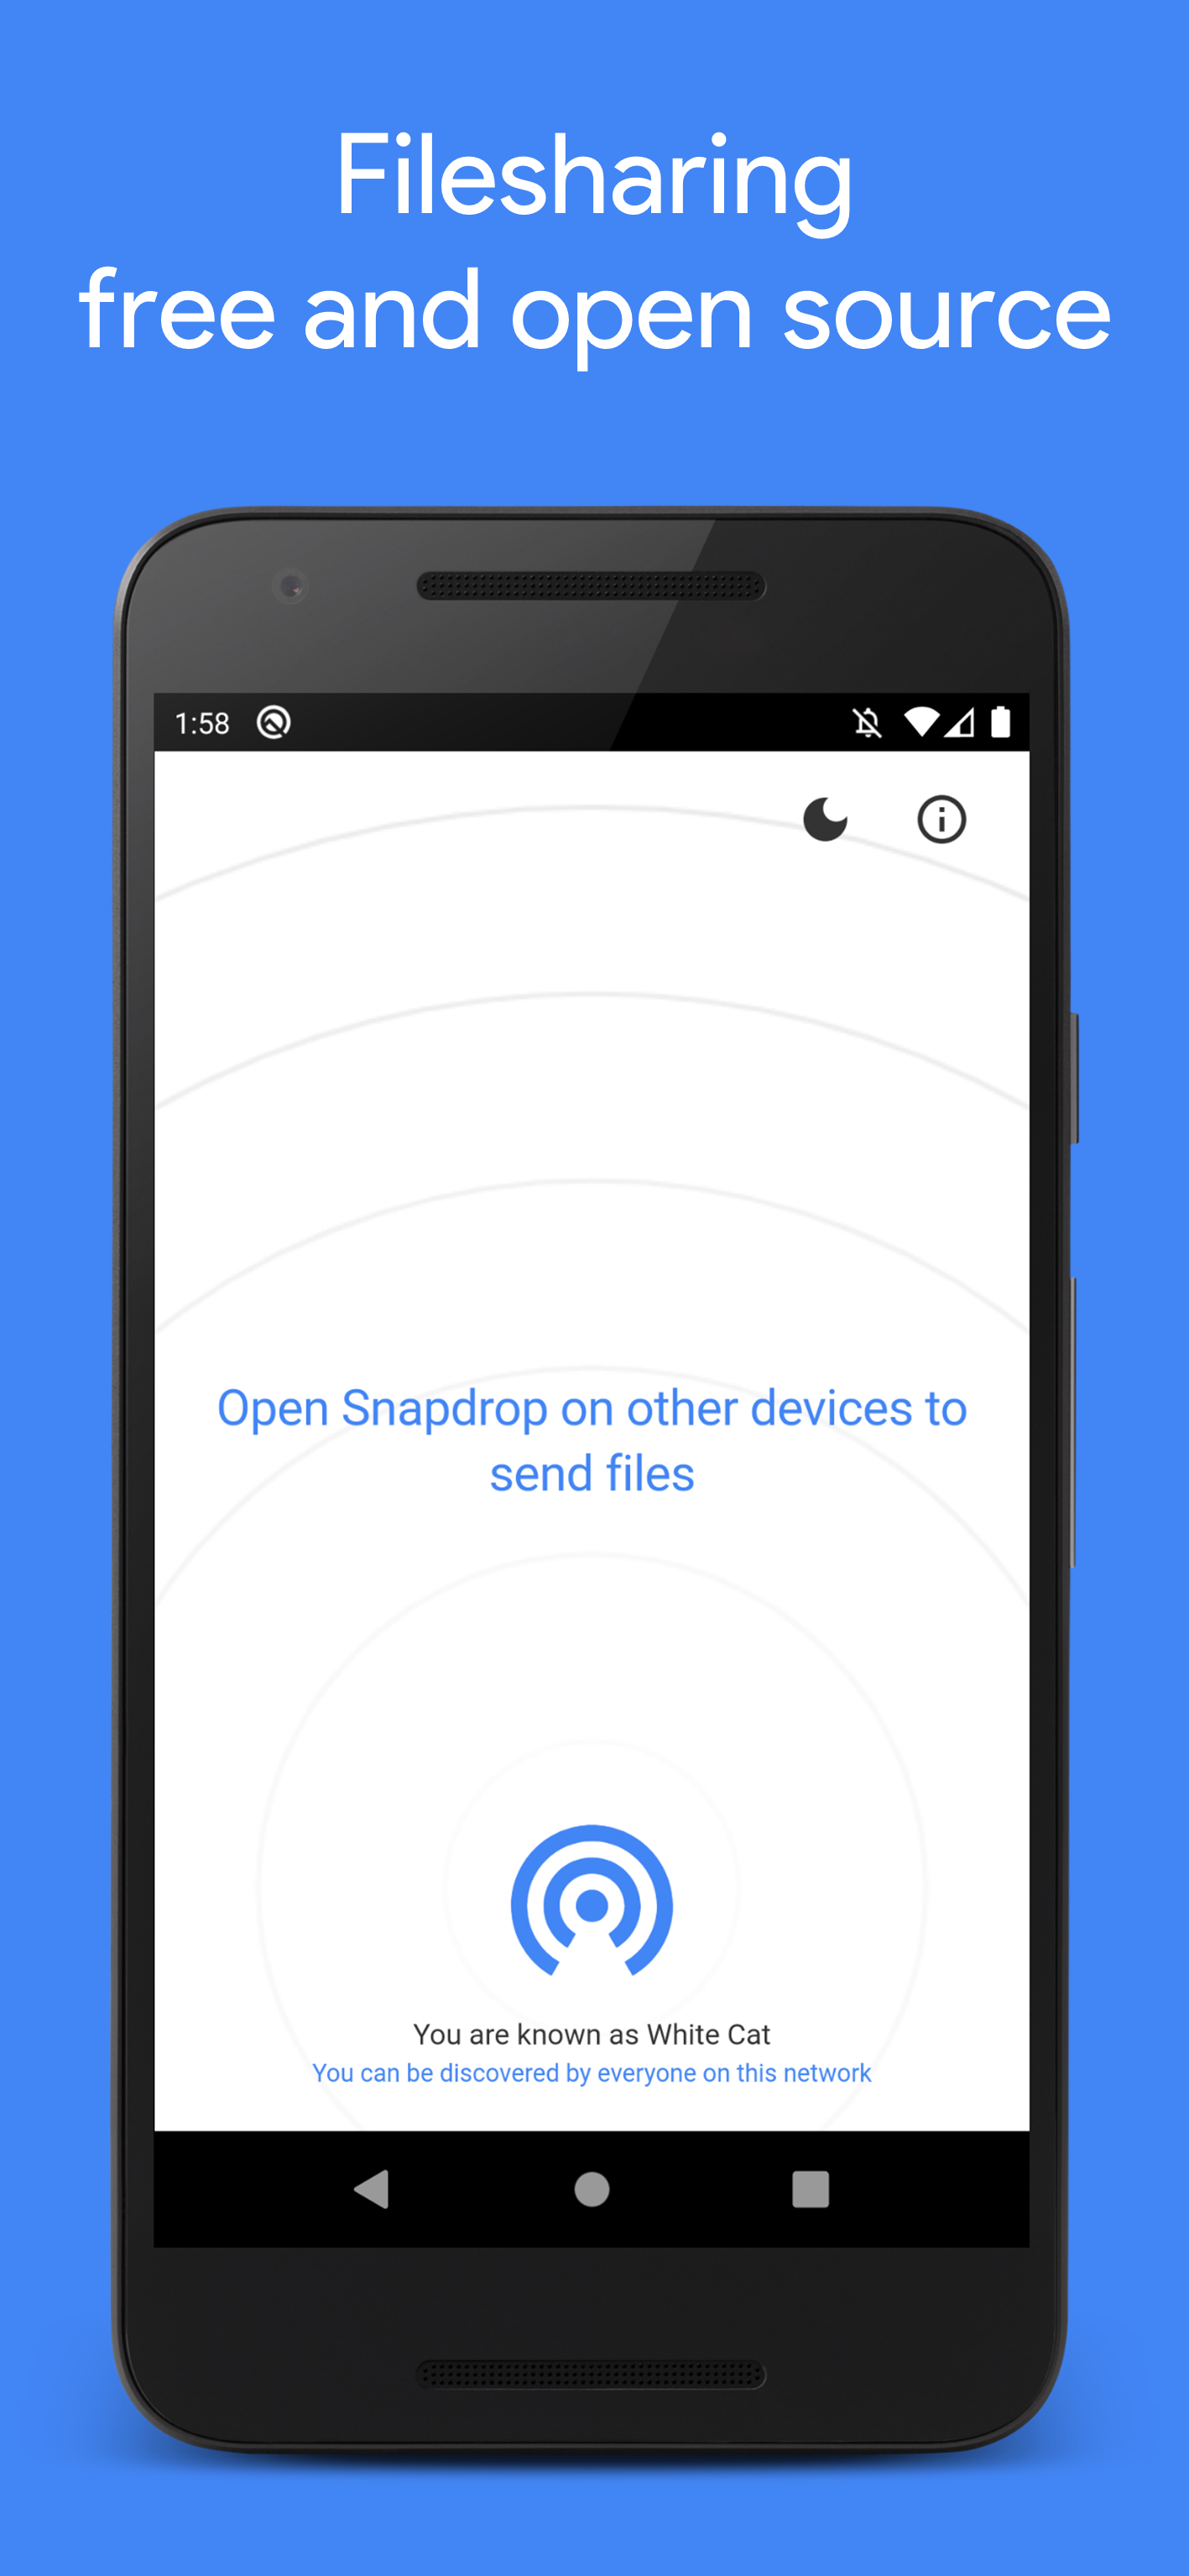 Filesharing
free and open source
1:58
Open Snapdrop on other devices to
send files
You are known as White Cat
You can be discovered by everyone on this network